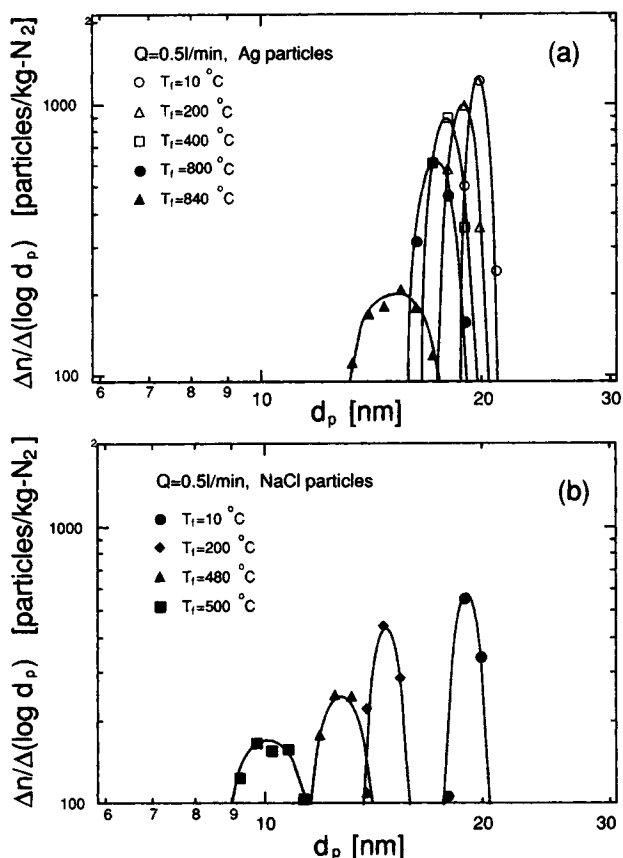 (a)
Q=0.5l/min, Ag particles
○ T_f=10 °C
△ T_f=200 °C
□ T_f=400 °C
● T_f=800 °C
▲ T_f=840 °C
Δn/Δ(log d_p) [particles/kg-N_2]
2
1000
100
6 7 8 9 10 20 30
d_p [nm]
(b)
Q=0.5l/min, NaCl particles
● T_f=10 °C
◆ T_f=200 °C
▲ T_f=480 °C
■ T_f=500 °C
Δn/Δ(log d_p) [particles/kg-N_2]
2
1000
100
6 7 8 9 10 20 30
d_p [nm]